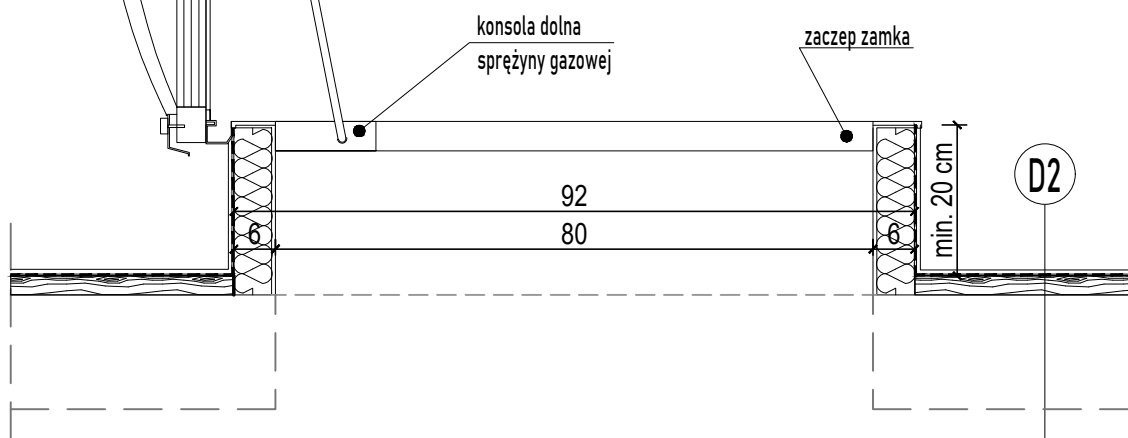 konsola dolna
sprężyny gazowej
zaczep zamka
D2
min. 20 cm
92
6
80
6